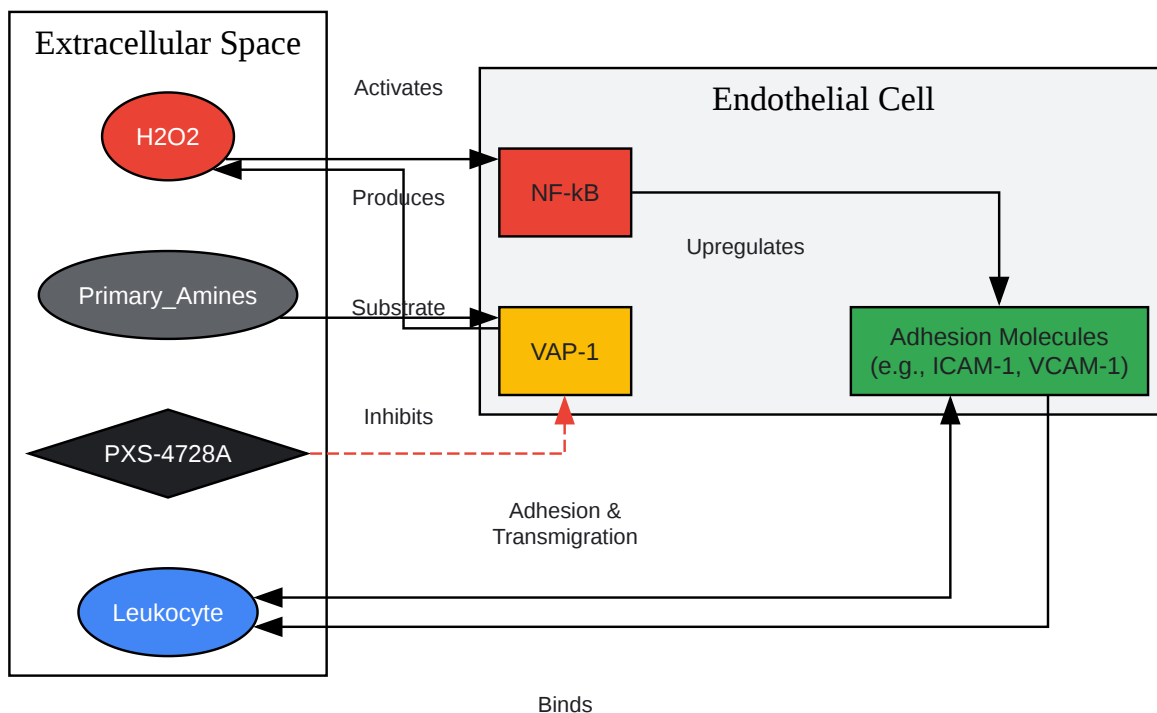 Extracellular Space
Activates
Endothelial Cell
H2O2
NF-kB
Produces
Upregulates
Primary_Amines
Substrate
VAP-1
Adhesion Molecules
(e.g., ICAM-1, VCAM-1)
Inhibits
PXS-4728A
Adhesion &
Transmigration
Leukocyte
Binds